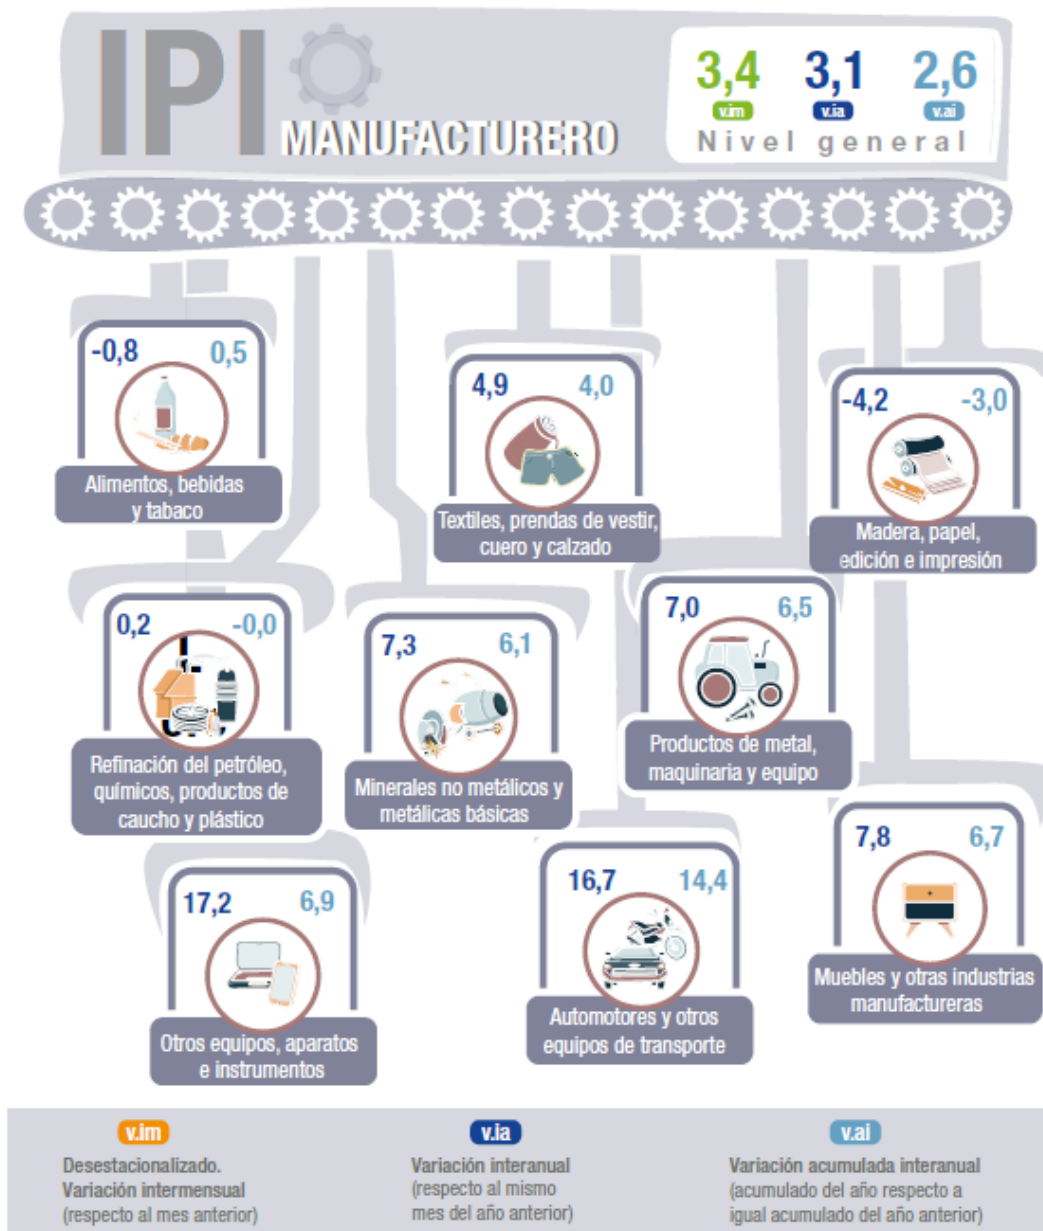 IPI
MANUFACTURERO
3,4 3,1 2,6
v.im v.ia v.ai
Nivel general
-0,8 0,5
Alimentos, bebidas
y tabaco
4,9 4,0
Textiles, prendas de vestir,
cuero y calzado
-4,2 -3,0
Madera, papel,
edición e impresión
0,2 -0,0
Refinación del petróleo,
químicos, productos de
caucho y plástico
7,3 6,1
Minerales no metálicos y
metálicas básicas
7,0 6,5
Productos de metal,
maquinaria y equipo
17,2 6,9
Otros equipos, aparatos
e instrumentos
16,7 14,4
Automotores y otros
equipos de transporte
7,8 6,7
Muebles y otras industrias
manufactureras
v.im
Desestacionalizado.
Variación intermensual
(respecto al mes anterior)
v.ia
Variación interanual
(respecto al mismo
mes del año anterior)
v.ai
Variación acumulada interanual
(acumulado del año respecto a
igual acumulado del año anterior)